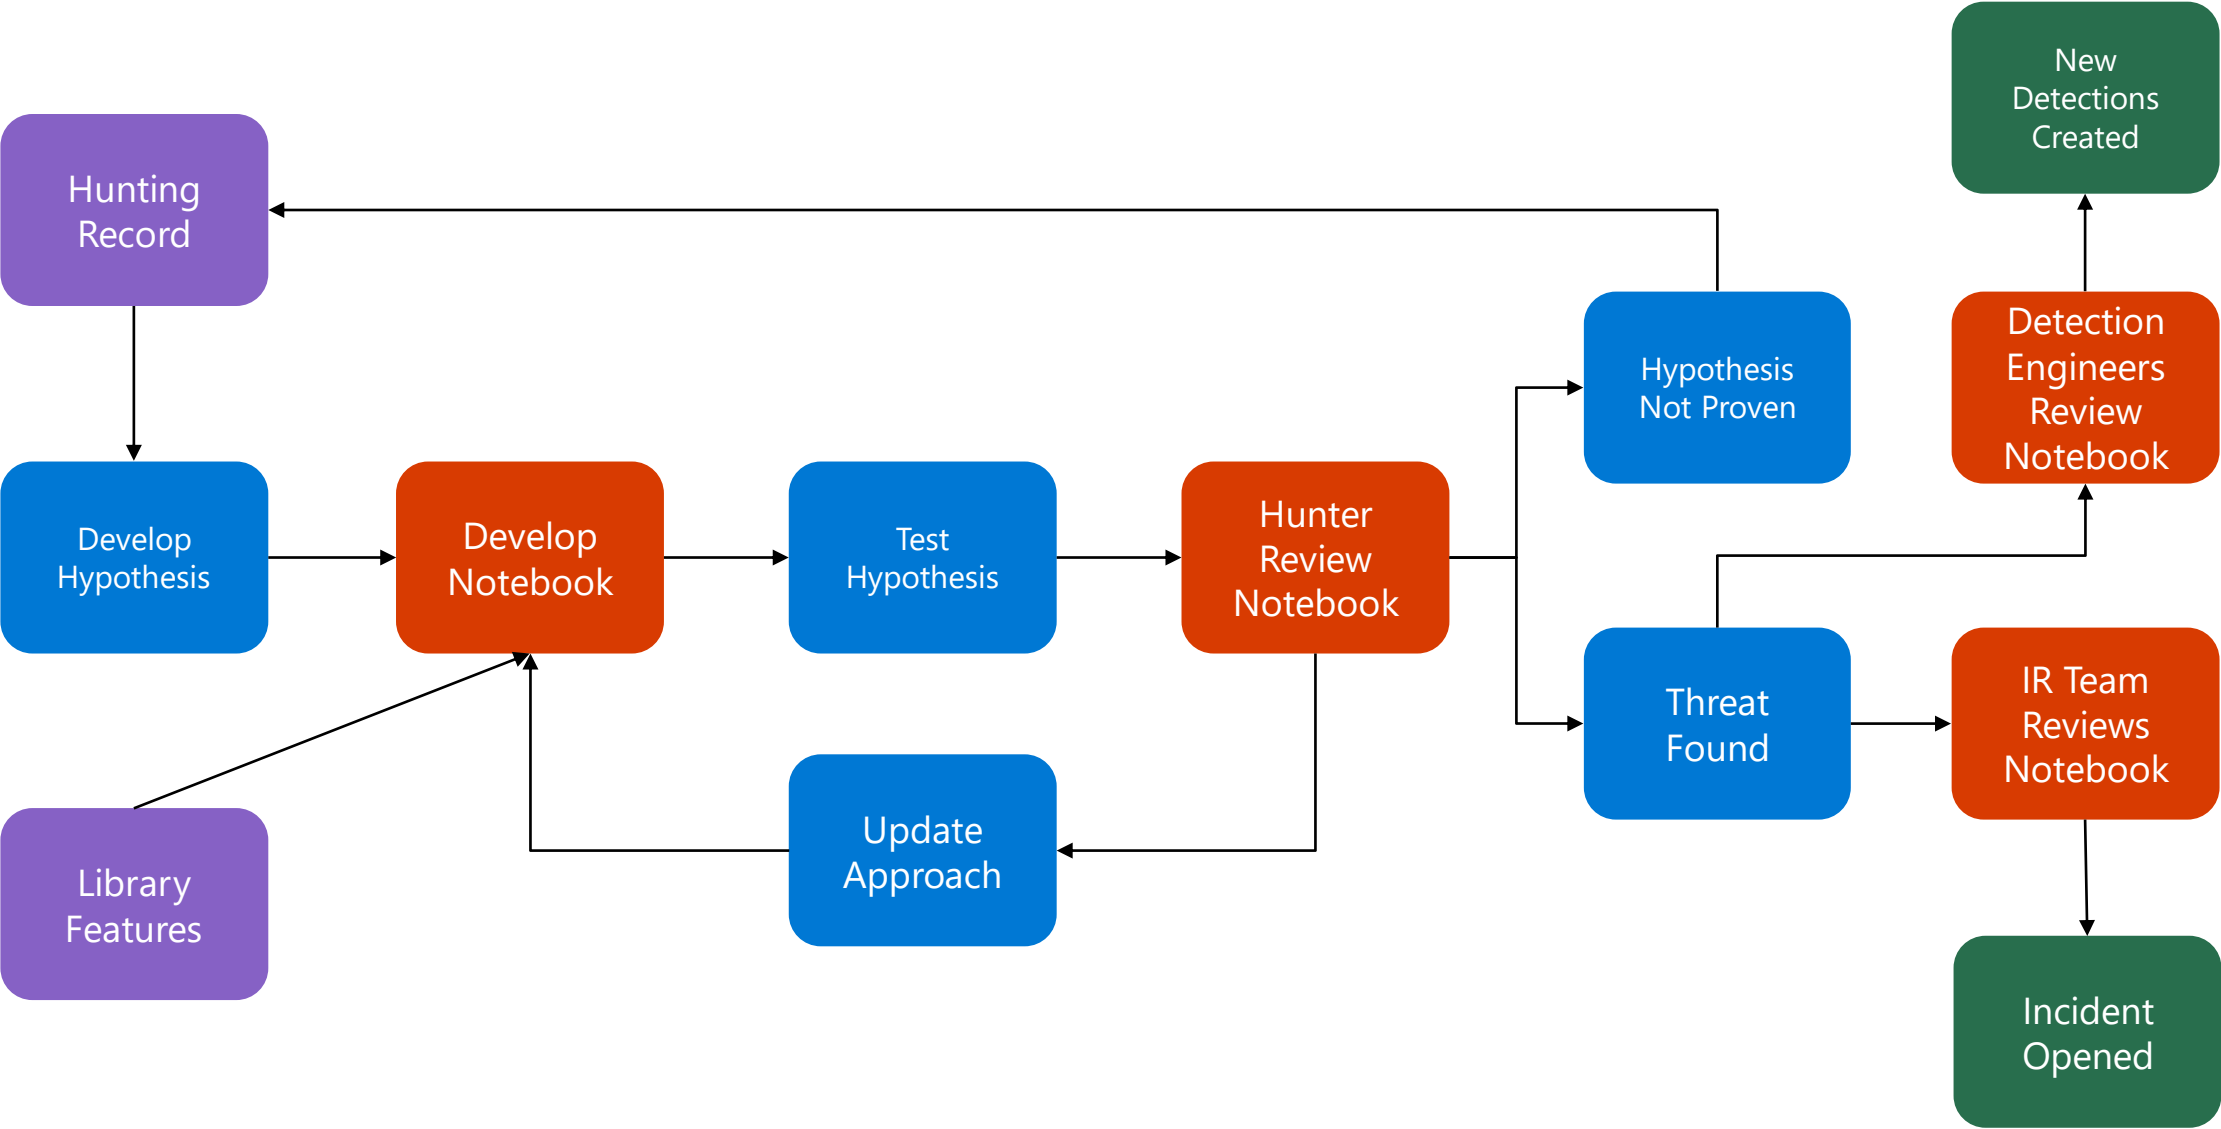 New
Detections
Created
Hunting
Record
Hypothesis
Not Proven
Detection
Engineers
Review
Notebook
Develop
Hypothesis
Develop
Notebook
Test
Hypothesis
Hunter
Review
Notebook
Threat
Found
IR Team
Reviews
Notebook
Update
Approach
Library
Features
Incident
Opened